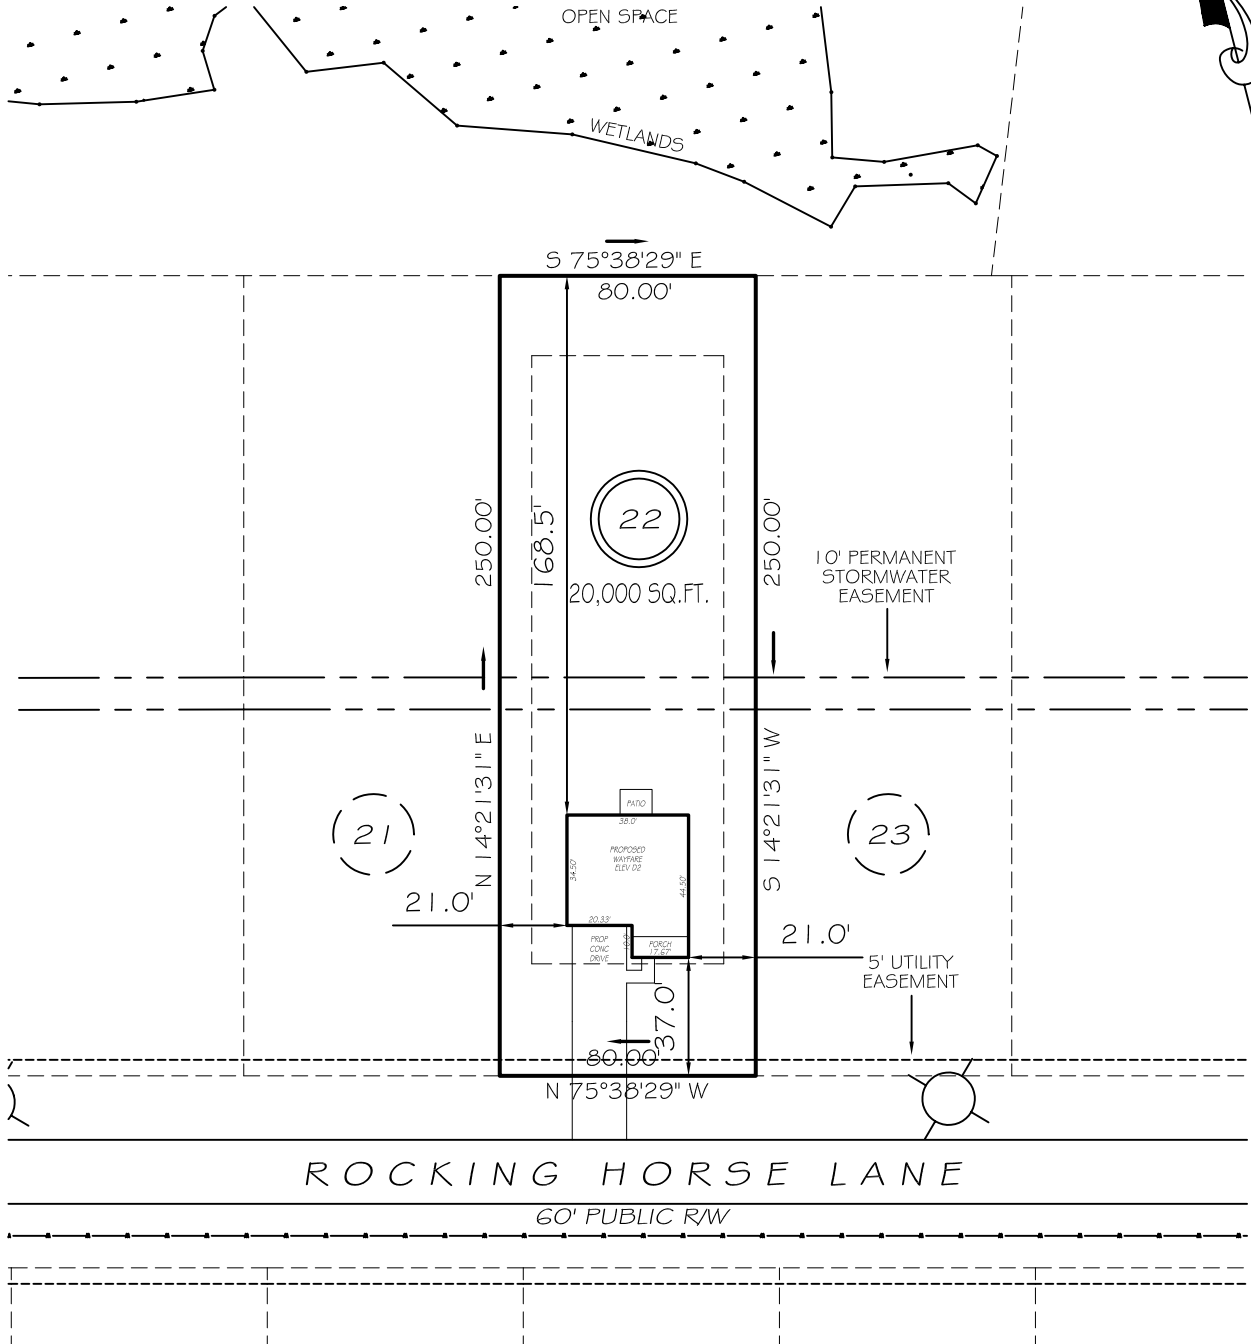 OPEN SPACE
WETLANDS
S 75°38'29" E
80.00'
250.00'
168.5'
22
20,000 SQ.FT.
250.00'
10' PERMANENT
STORMWATER
EASEMENT
N 14°21'31" E
S 14°21'31" W
21
23
PATIO
38.0'
PROPOSED
WAYFARE
ELEV D2
34.50'
44.50'
21.0'
20.33'
PROP
CONC
DRIVE
10.0'
PORCH
17.67'
21.0'
5' UTILITY
EASEMENT
37.0'
80.00'
N 75°38'29" W
ROCKING HORSE LANE
60' PUBLIC R/W